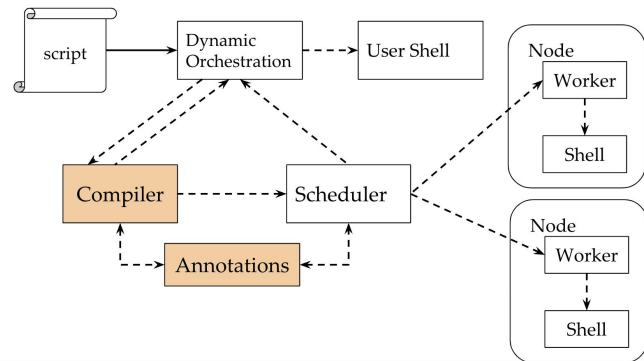 script
Dynamic
Orchestration
User Shell
Node
Worker
Shell
Compiler
Scheduler
Annotations
Node
Worker
Shell